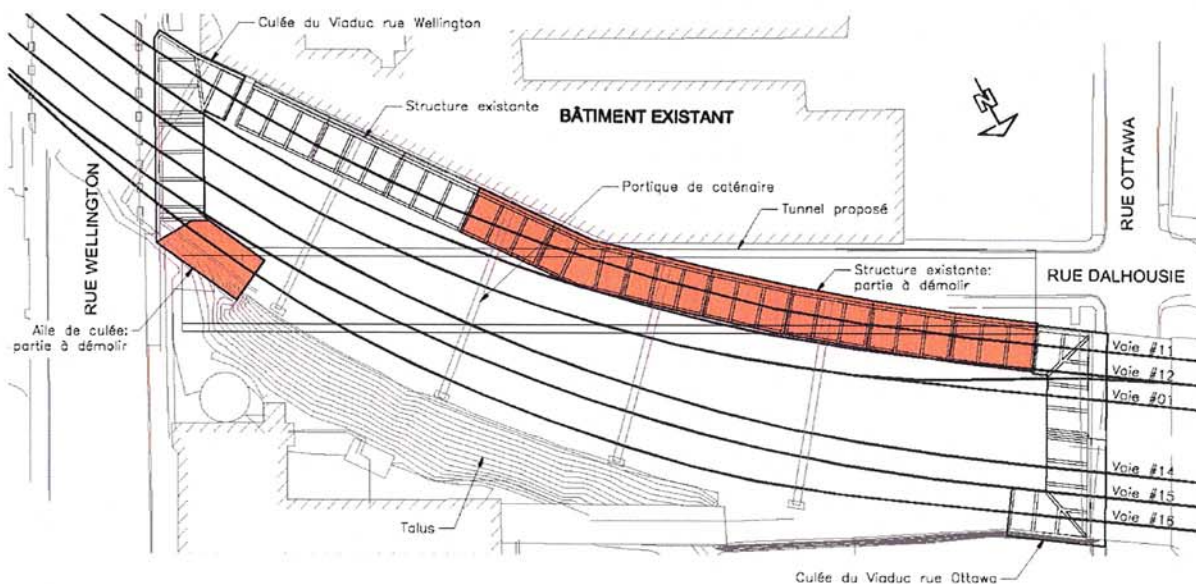 Culée du Viaduc rue Wellington
Structure existante
BÂTIMENT EXISTANT
N
RUE OTTAWA
Portique de caténaire
Tunnel proposé
RUE WELLINGTON
RUE DALHOUSIE
Structure existante:
partie à démolir
Aile de culée:
partie à démolir
Voie #11
Voie #12
Voie #01
Voie #14
Voie #15
Voie #16
Talus
Culée du Viaduc rue Ottawa